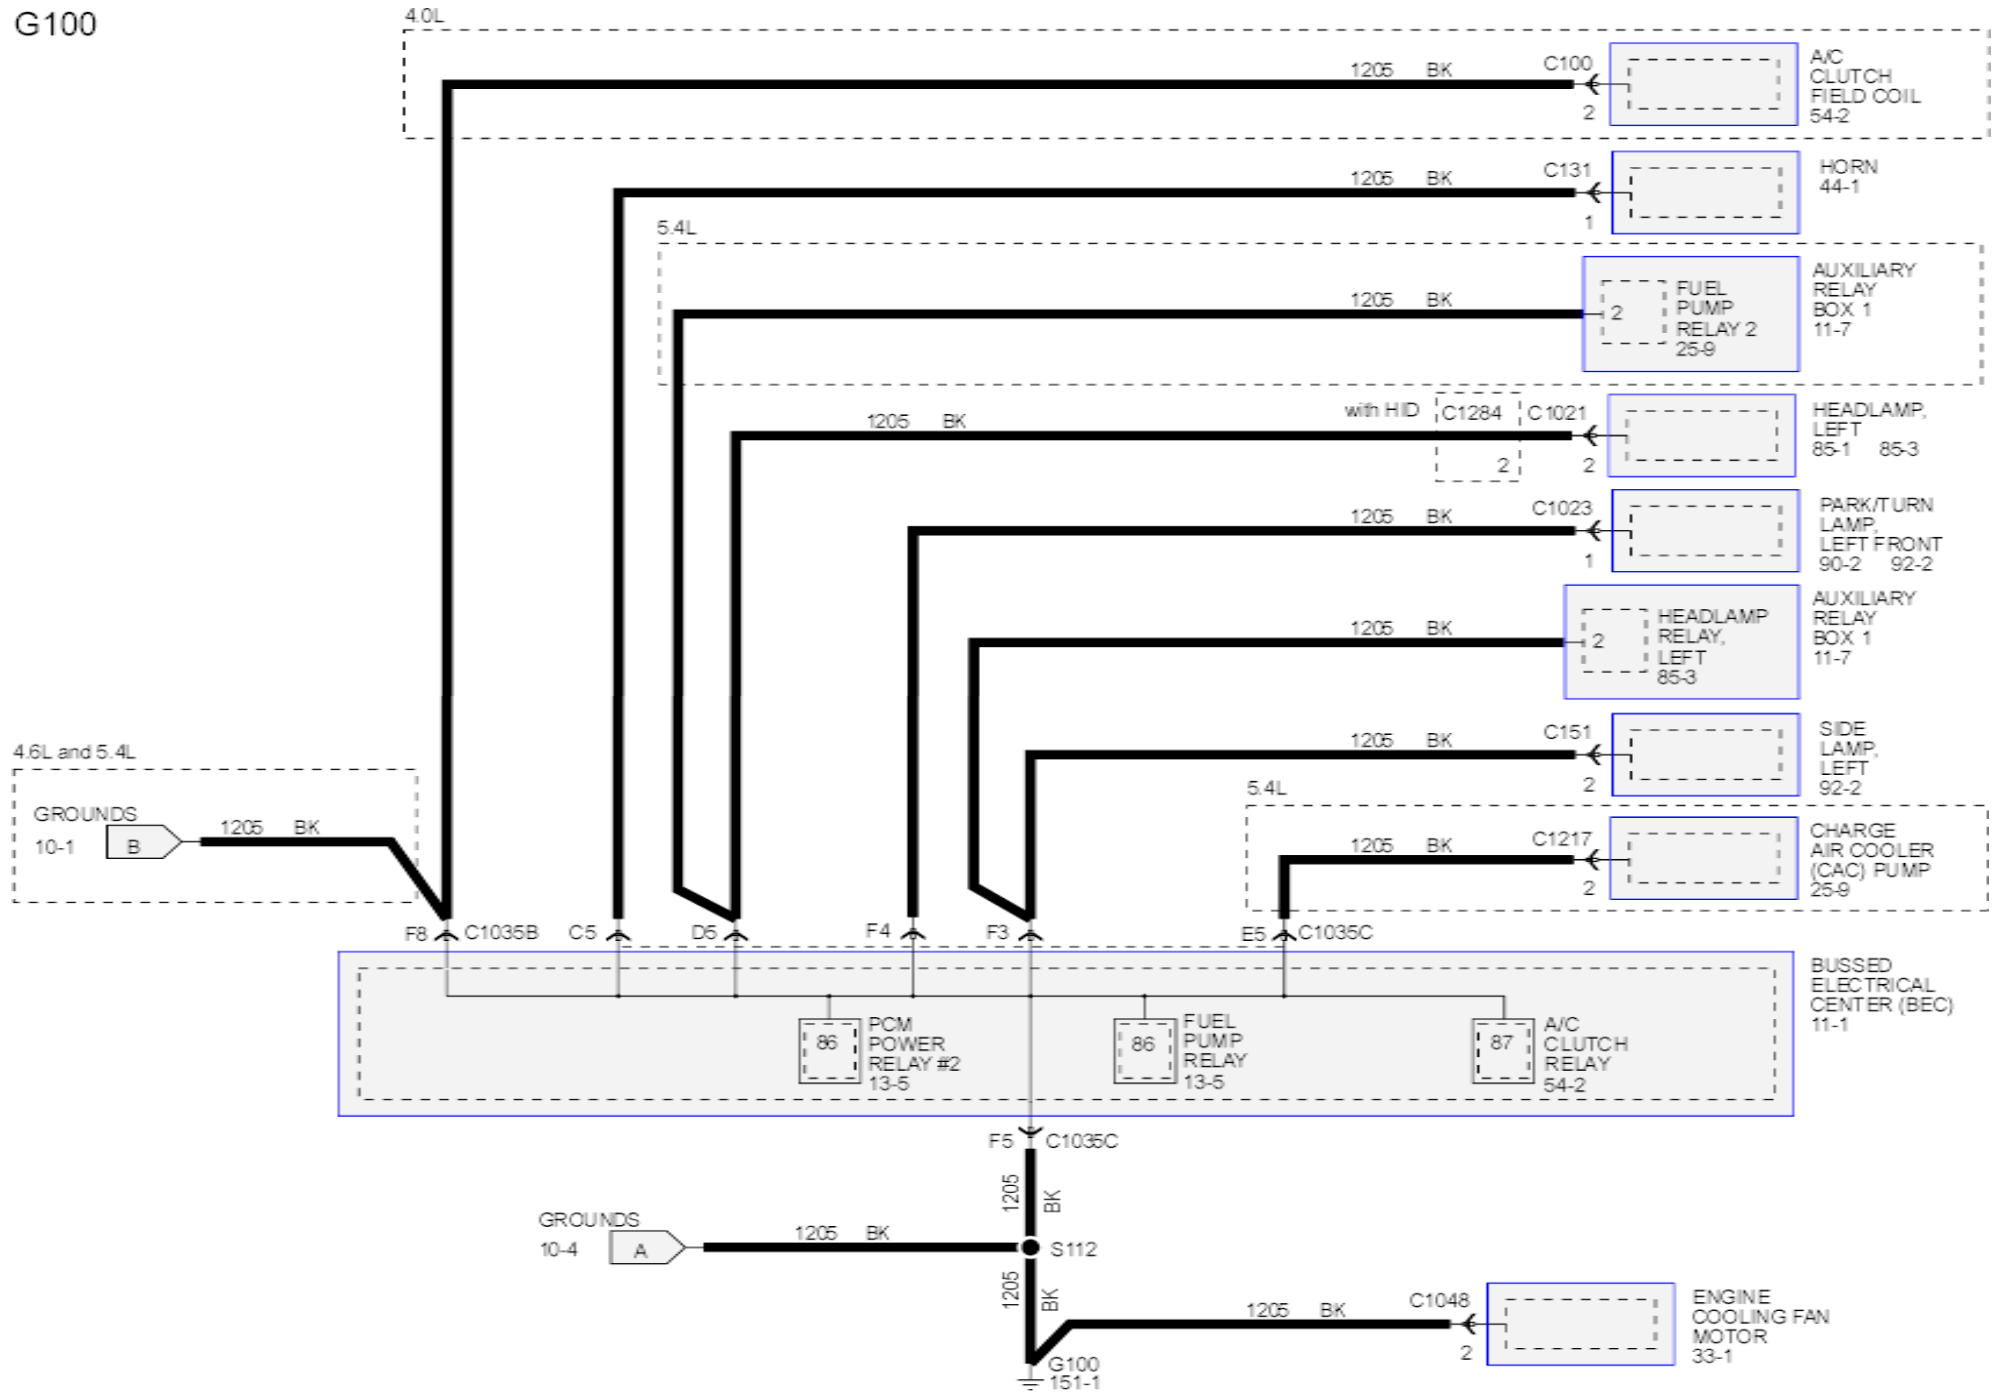 G100
4.0L
1205 BK C100
2
A/C
CLUTCH
FIELD COIL
54-2
1205 BK C131
1
HORN
44-1
5.4L
1205 BK
2
FUEL
PUMP
RELAY 2
25-9
AUXILIARY
RELAY
BOX 1
11-7
1205 BK
with HID C1284 C1021
2 2
HEADLAMP,
LEFT
85-1 85-3
1205 BK C1023
1
PARK/TURN
LAMP,
LEFT FRONT
90-2 92-2
1205 BK
2
HEADLAMP
RELAY,
LEFT
85-3
AUXILIARY
RELAY
BOX 1
11-7
1205 BK C151
2
SIDE
LAMP,
LEFT
92-2
4.6L and 5.4L
GROUNDS
10-1 B 1205 BK
5.4L
1205 BK C1217
2
CHARGE
AIR COOLER
(CAC) PUMP
25-9
F8 C1035B C5 D5 F4 F3 E5 C1035C
BUSSED
ELECTRICAL
CENTER (BEC)
11-1
86
PCM
POWER
RELAY #2
13-5
86
FUEL
PUMP
RELAY
13-5
87
A/C
CLUTCH
RELAY
54-2
F5 C1035C
1205 BK
GROUNDS
10-4 A 1205 BK
S112
1205 BK
1205 BK C1048
2
ENGINE
COOLING FAN
MOTOR
33-1
G100
151-1